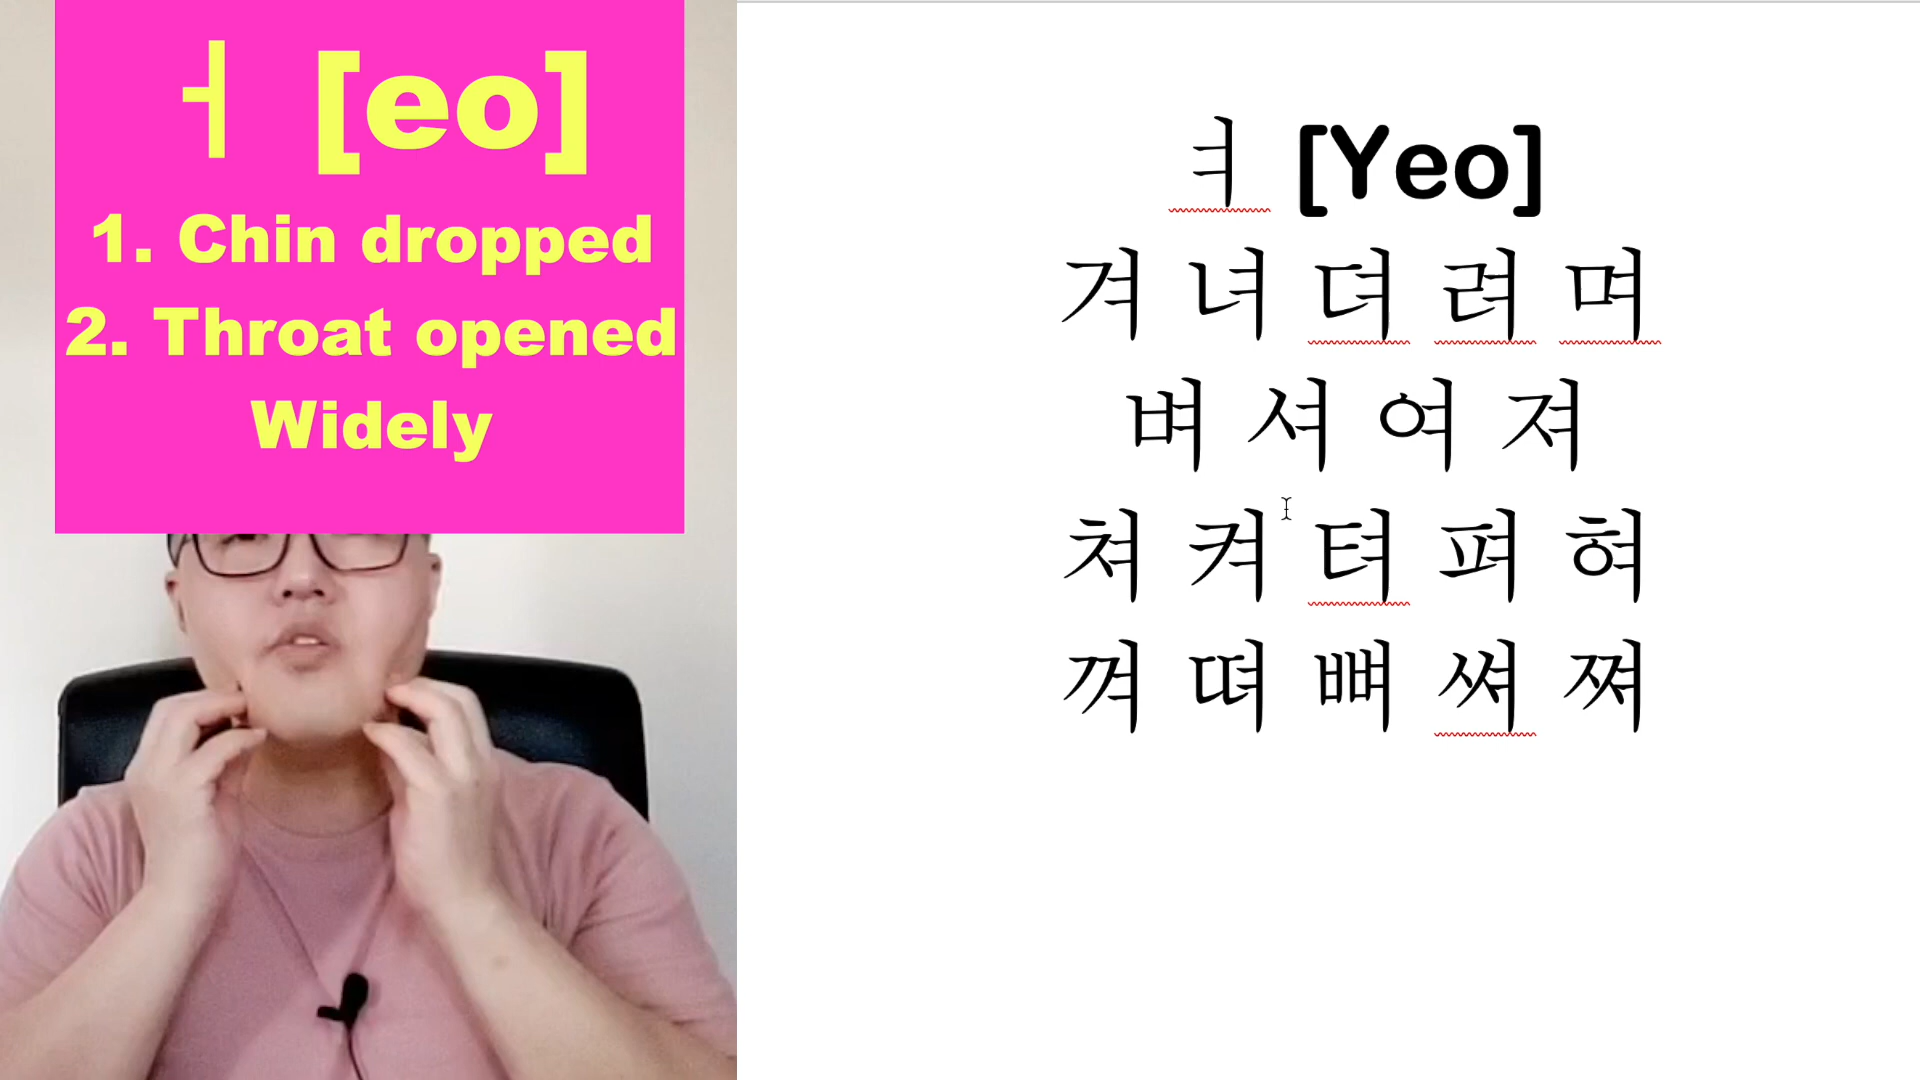 ㅓ [eo]
1. Chin dropped
2. Throat opened
Widely
ㅕ [Yeo]
겨 녀 뎌 려 며
벼 셔 여 져
쳐 켜 텨 펴 혀
껴 뗘 뼈 쎠 쪄